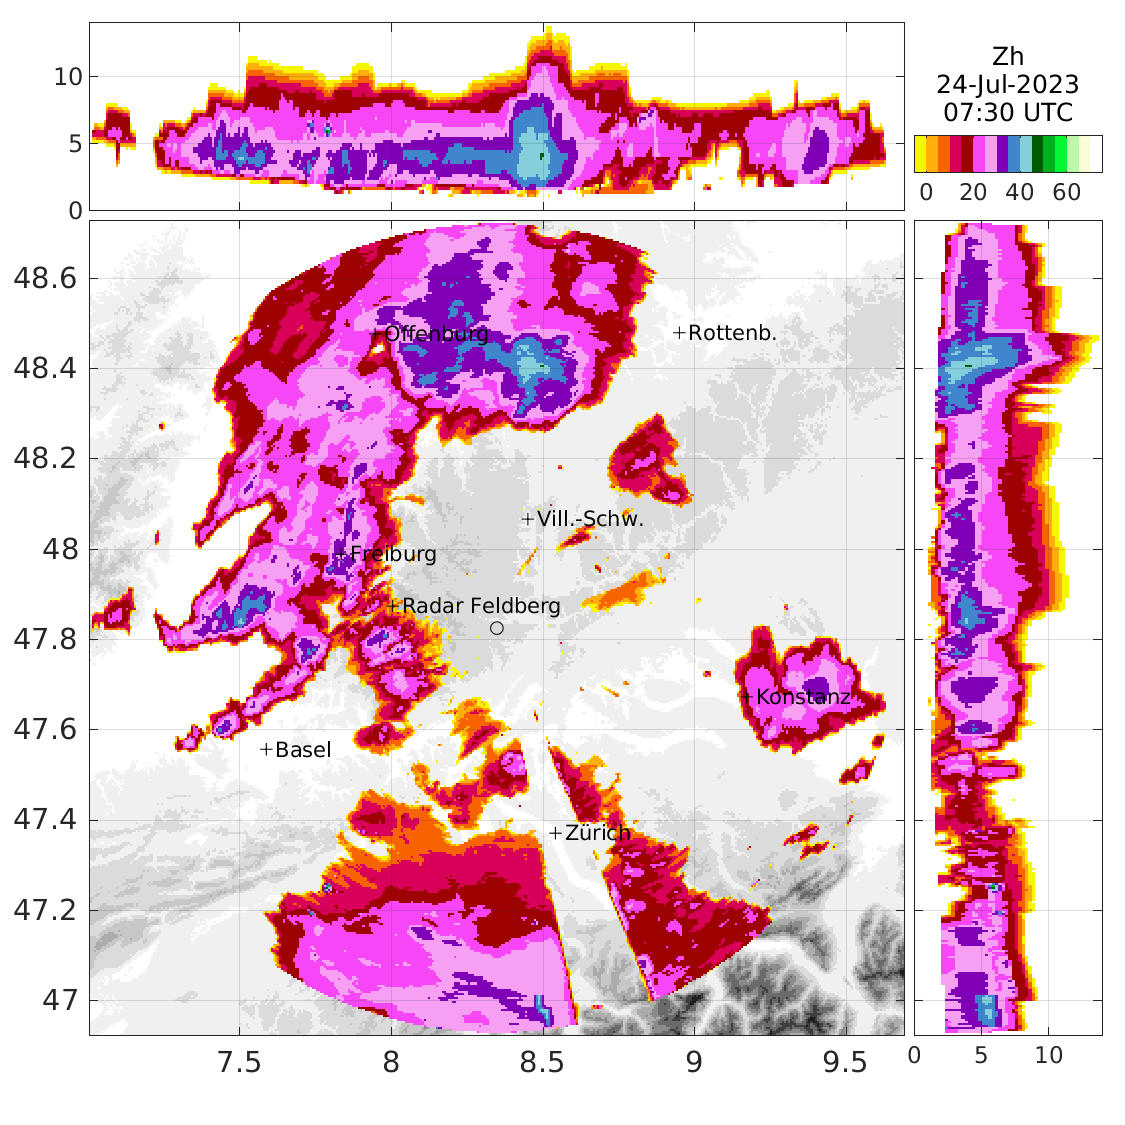 Zh
24-Jul-2023
07:30 UTC
0 20 40 60
10
5
0
48.6
48.4
48.2
48
47.8
47.6
47.4
47.2
47
Offenburg
+Rottenb.
+Vill.-Schw.
+Freiburg
+Radar Feldberg
+Konstanz
+Basel
+Zürich
7.5 8 8.5 9 9.5
0 5 10